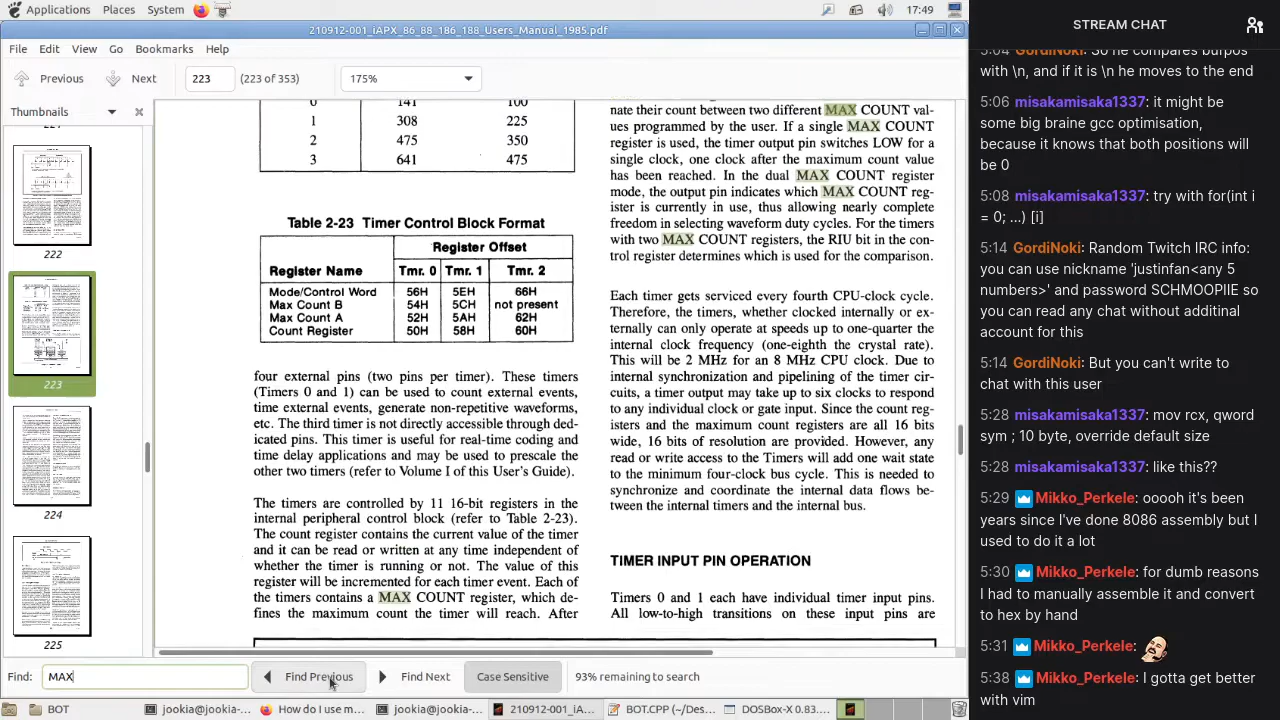 Applications Places System
17:49
210912-001_iAPX_86_88_186_188_Users_Manual_1985.pdf
File Edit View Go Bookmarks Help
Previous Next 223 (223 of 353) 175%
Thumbnails
222
223
224
225
0 141 100
1 308 225
2 475 350
3 641 475
Table 2-23 Timer Control Block Format
Register Offset
Register Name Tmr. 0 Tmr. 1 Tmr. 2
Mode/Control Word 56H 5EH 66H
Max Count B 54H 5CH not present
Max Count A 52H 5AH 62H
Count Register 50H 58H 60H
four external pins (two pins per timer). These timers
(Timers 0 and 1) can be used to count external events,
time external events, generate non-repetitive waveforms,
etc. The third timer is not directly accessible through ded-
icated pins. This timer is useful for real-time coding and
time delay applications and may be used to prescale the
other two timers (refer to Volume I of this User's Guide).
The timers are controlled by 11 16-bit registers in the
internal peripheral control block (refer to Table 2-23).
The count register contains the current value of the timer
and it can be read or written at any time independent of
whether the timer is running or not. The value of this
register will be incremented for each timer event. Each of
the timers contains a MAX COUNT register, which de-
fines the maximum count the timer will reach. After
nate their count between two different MAX COUNT val-
ues programmed by the user. If a single MAX COUNT
register is used, the timer output pin switches LOW for a
single clock, one clock after the maximum count value
has been reached. In the dual MAX COUNT register
mode, the output pin indicates which MAX COUNT reg-
ister is currently in use, thus allowing nearly complete
freedom in selecting waveform duty cycles. For the timers
with two MAX COUNT registers, the RIU bit in the con-
trol register determines which is used for the comparison.
Each timer gets serviced every fourth CPU-clock cycle.
Therefore, the timers, whether clocked internally or ex-
ternally can only operate at speeds up to one-quarter the
internal clock frequency (one-eighth the crystal rate).
This will be 2 MHz for an 8 MHz CPU clock. Due to
internal synchronization and pipelining of the timer cir-
cuits, a timer output may take up to six clocks to respond
to any individual clock or gate input. Since the count reg-
isters and the maximum count registers are all 16 bits
wide, 16 bits of resolution are provided. However, any
read or write access to the Timers will add one wait state
to the minimum four-clock bus cycle. This is needed to
synchronize and coordinate the internal data flows be-
tween the internal timers and the internal bus.
TIMER INPUT PIN OPERATION
Timers 0 and 1 each have individual timer input pins.
All low-to-high transitions on these input pins are
Find: MAX Find Previous Find Next Case Sensitive 93% remaining to search
BOT jookia@jookia-... How do I use m... jookia@jookia-... 210912-001_iA... BOT.CPP (~/Des... DOSBox-X 0.83....
STREAM CHAT
5:04 GordiNoki: So he compares bufpos
with \n, and if it is \n he moves to the end
5:06 misakamisaka1337: it might be
some big braine gcc optimisation,
because it knows that both positions will
be 0
5:08 misakamisaka1337: try with for(int i
= 0; ...) [i]
5:14 GordiNoki: Random Twitch IRC info:
you can use nickname 'justinfan<any 5
numbers>' and password SCHMOOPIIE so
you can read any chat without additinal
account for this
5:14 GordiNoki: But you can't write to
chat with this user
5:28 misakamisaka1337: mov rcx, qword
sym ; 10 byte, override default size
5:28 misakamisaka1337: like this??
5:29 Mikko_Perkele: ooooh it's been
years since I've done 8086 assembly but I
used to do it a lot
5:30 Mikko_Perkele: for dumb reasons
I had to manually assemble it and convert
to hex by hand
5:31 Mikko_Perkele:
5:38 Mikko_Perkele: I gotta get better
with vim